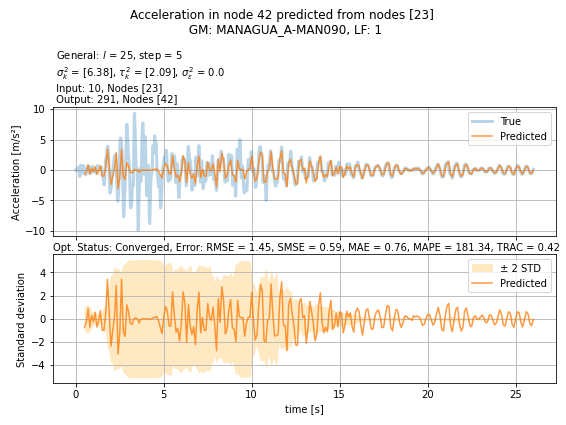 Acceleration in node 42 predicted from nodes [23]
GM: MANAGUA_A-MAN090, LF: 1
General: l = 25, step = 5
σ²ₖ = [6.38], τ²ₖ = [2.09], σ²ε = 0.0
Input: 10, Nodes [23]
Output: 291, Nodes [42]
10
5
0
−5
−10
Acceleration [m/s²]
True
Predicted
Opt. Status: Converged, Error: RMSE = 1.45, SMSE = 0.59, MAE = 0.76, MAPE = 181.34, TRAC = 0.42
4
2
0
−2
−4
Standard deviation
± 2 STD
Predicted
0 5 10 15 20 25
time [s]